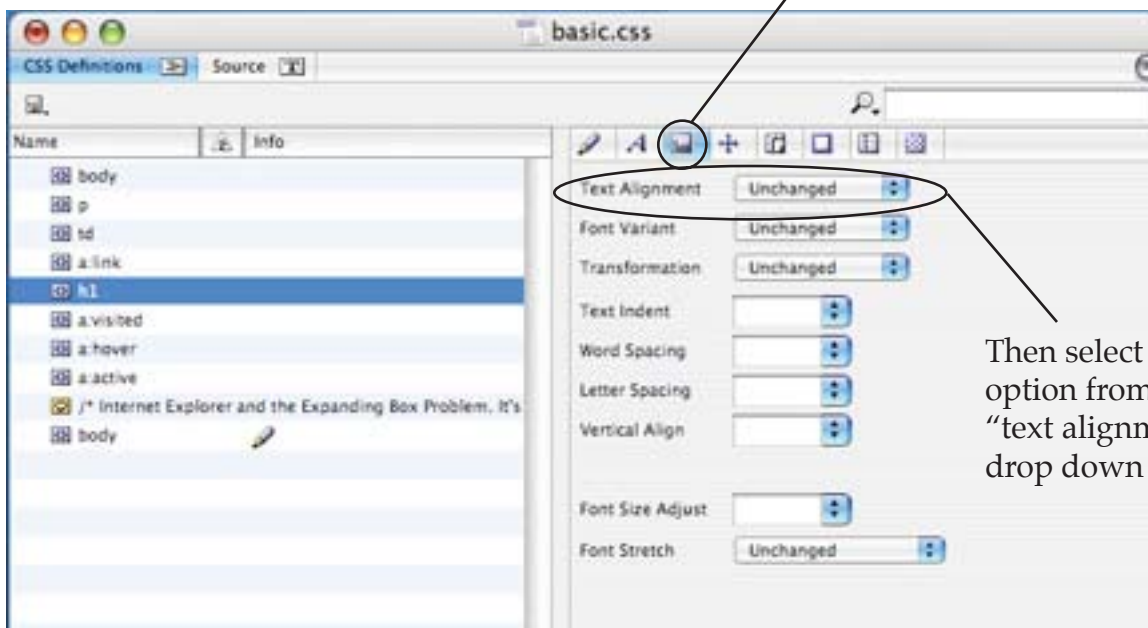 basic.css
CSS Definitions
Source
Name
Info
body
p
td
a:link
h1
a:visited
a:hover
a:active
/* Internet Explorer and the Expanding Box Problem. It's
body
Text Alignment
Unchanged
Font Variant
Unchanged
Transformation
Unchanged
Text Indent
Word Spacing
Letter Spacing
Vertical Align
Font Size Adjust
Font Stretch
Unchanged
Then select
option from
“text
drop down